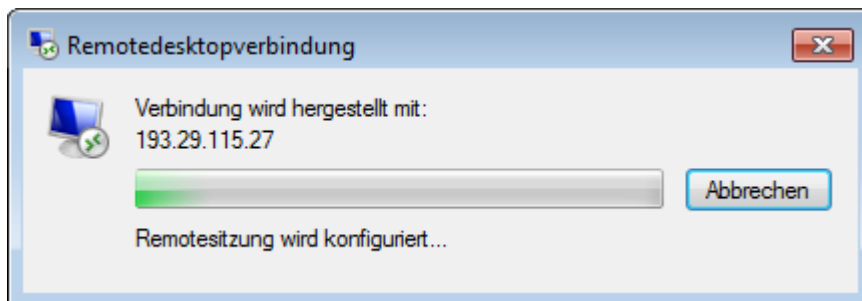 Remotedesktopverbindung
Verbindung wird hergestellt mit:
193.29.115.27
Abbrechen
Remotesitzung wird konfiguriert...